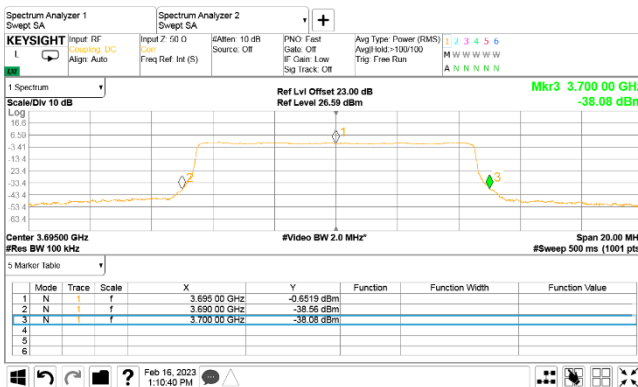 Spectrum Analyzer 1
Swept SA
Spectrum Analyzer 2
Swept SA
KEYSIGHT
L
LM
Input: RF
Coupling: DC
Align: Auto
Input Z: 50 Ω
Corr
Freq Ref: Int (S)
#Atten: 10 dB
Source: Off
PNO: Fast
Gate: Off
IF Gain: Low
Sig Track: Off
Avg Type: Power (RMS)
Avg|Hold:>100/100
Trig: Free Run
1 2 3 4 5 6
M W W W W W
A N N N N N
1 Spectrum
Scale/Div 10 dB
Ref Lvl Offset 23.00 dB
Ref Level 26.59 dBm
Mkr3 3.700 00 GHz
-38.08 dBm
Log
16.6
6.59
-3.41
-13.4
-23.4
-33.4
-43.4
-53.4
-63.4
1
2
3
Center 3.69500 GHz
#Res BW 100 kHz
#Video BW 2.0 MHz*
Span 20.00 MH
#Sweep 500 ms (1001 pts
5 Marker Table
Mode Trace Scale X Y Function Function Width Function Value
1 N 1 f 3.695 00 GHz -0.6519 dBm
2 N 1 f 3.690 00 GHz -38.56 dBm
3 N 1 f 3.700 00 GHz -38.08 dBm
4
5
6
?
Feb 16, 2023
1:10:40 PM